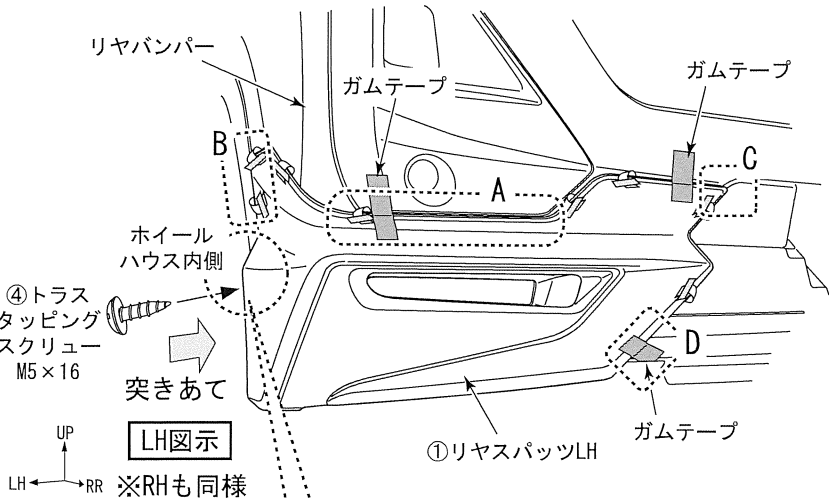 リヤバンパー
ガムテープ
ガムテープ
B
C
A
ホイール
ハウス内側
④トラス
タッピング
スクリュー
M5×16
突きあて
D
LH図示
①リヤスパッツLH
ガムテープ
UP
LH
RR
※RHも同様